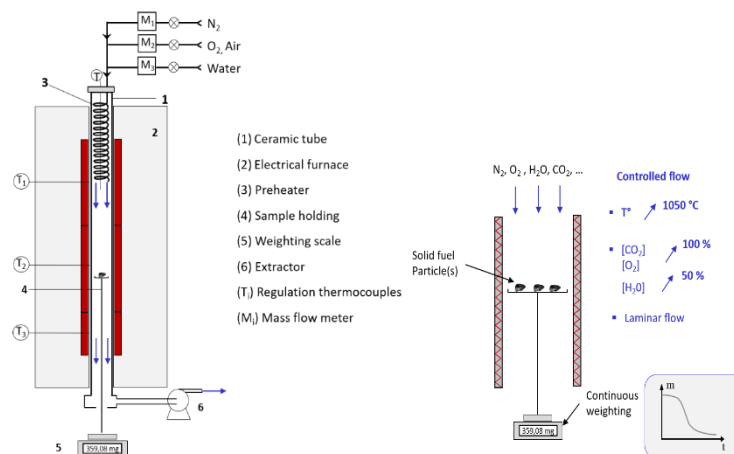 M1
N2
M2
O2, Air
M3
Water
T
3
1
2
T1
T2
4
T3
6
5
359,08 mg
(1) Ceramic tube
(2) Electrical furnace
(3) Preheater
(4) Sample holding
(5) Weighting scale
(6) Extractor
(Ti) Regulation thermocouples
(Mi) Mass flow meter
N2, O2 , H2O, CO2, ...
Solid fuel
Particle(s)
359,08 mg
Continuous
weighting
Controlled flow
▪ T° 1050 °C
▪ [CO2] 100 %
[O2]
[H20] 50 %
▪ Laminar flow
m
t